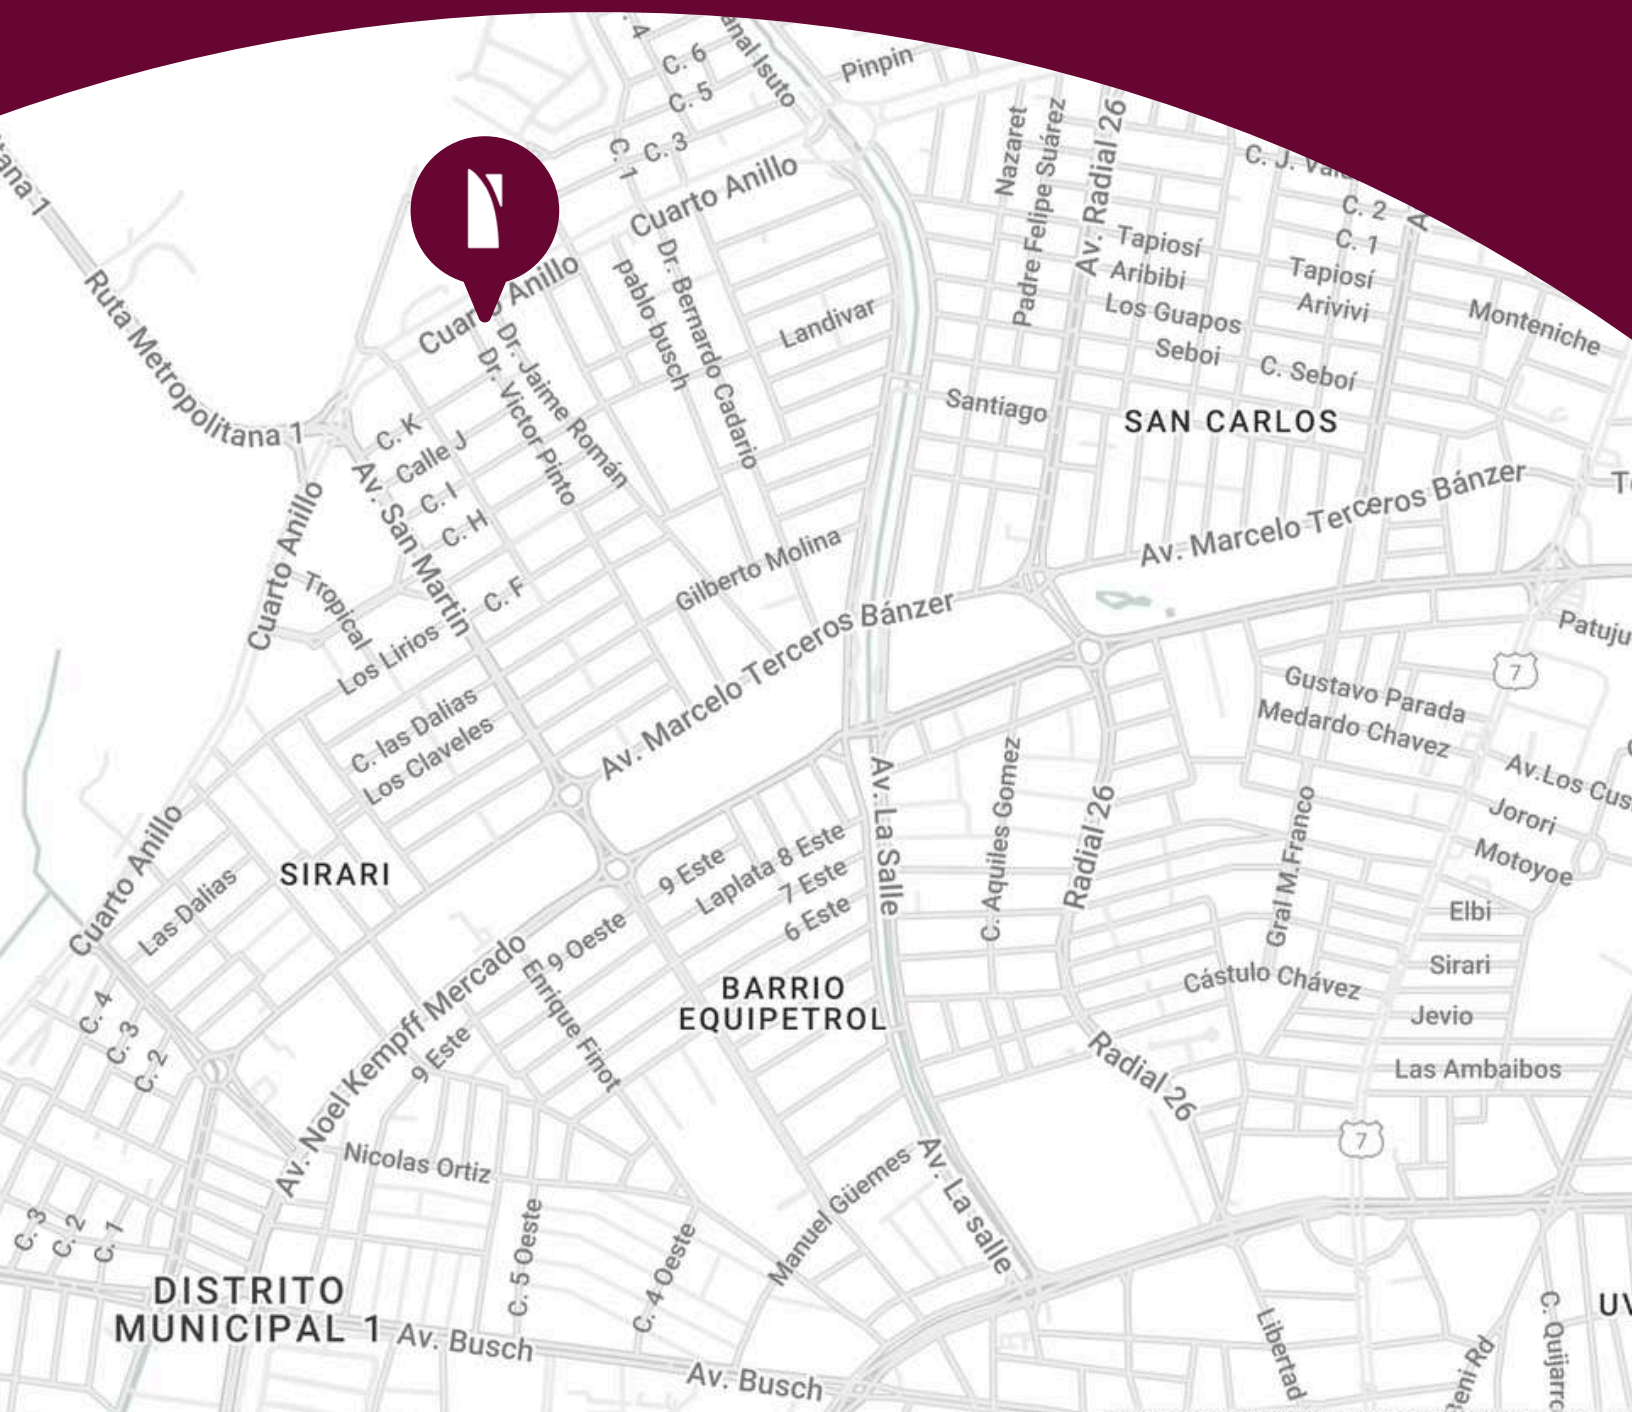 C. 6
Pinpin
C. 5
Nazaret
Padre Felipe Suárez
Av. Radial 26
C. 3
C. 1
Cuarto Anillo
C. 2
C. 1
Tapiosí
Aribibi
Los Guapos
Seboi
Tapiosí
Arivivi
Monteniche
C. Seboí
Ruta Metropolitana 1
Cuarto Anillo
pablo busch
Dr. Bernardo Cadario
Landivar
Dr. Jaime Román
Dr. Victor Pinto
Santiago
SAN CARLOS
C. K
Calle J
C. I
C. H
C. F
Av. San Martin
Av. Marcelo Terceros Bánzer
Cuarto Anillo
Tropical
Los Lirios
Gilberto Molina
Av. Marcelo Terceros Bánzer
7
Gustavo Parada
Medardo Chavez
C. las Dalias
Los Claveles
Av. La Salle
C. Aquiles Gomez
Radial 26
Gral M.Franco
Jorori
Motoyoe
Cuarto Anillo
SIRARI
Las Dalias
9 Este
Laplata 8 Este
7 Este
6 Este
Elbi
Sirari
Jevio
Las Ambaibos
Cástulo Chávez
9 Oeste
Enrique Finot
BARRIO
EQUIPETROL
Av. Noel Kempff Mercado
9 Este
C. 4
C. 3
C. 2
Radial 26
7
Nicolas Ortiz
Manuel Güemes
Av. La salle
C. 3
C. 2
C. 1
C. 5 Oeste
C. 4 Oeste
DISTRITO
MUNICIPAL 1
Av. Busch
Av. Busch
Libertad
Beni Rd